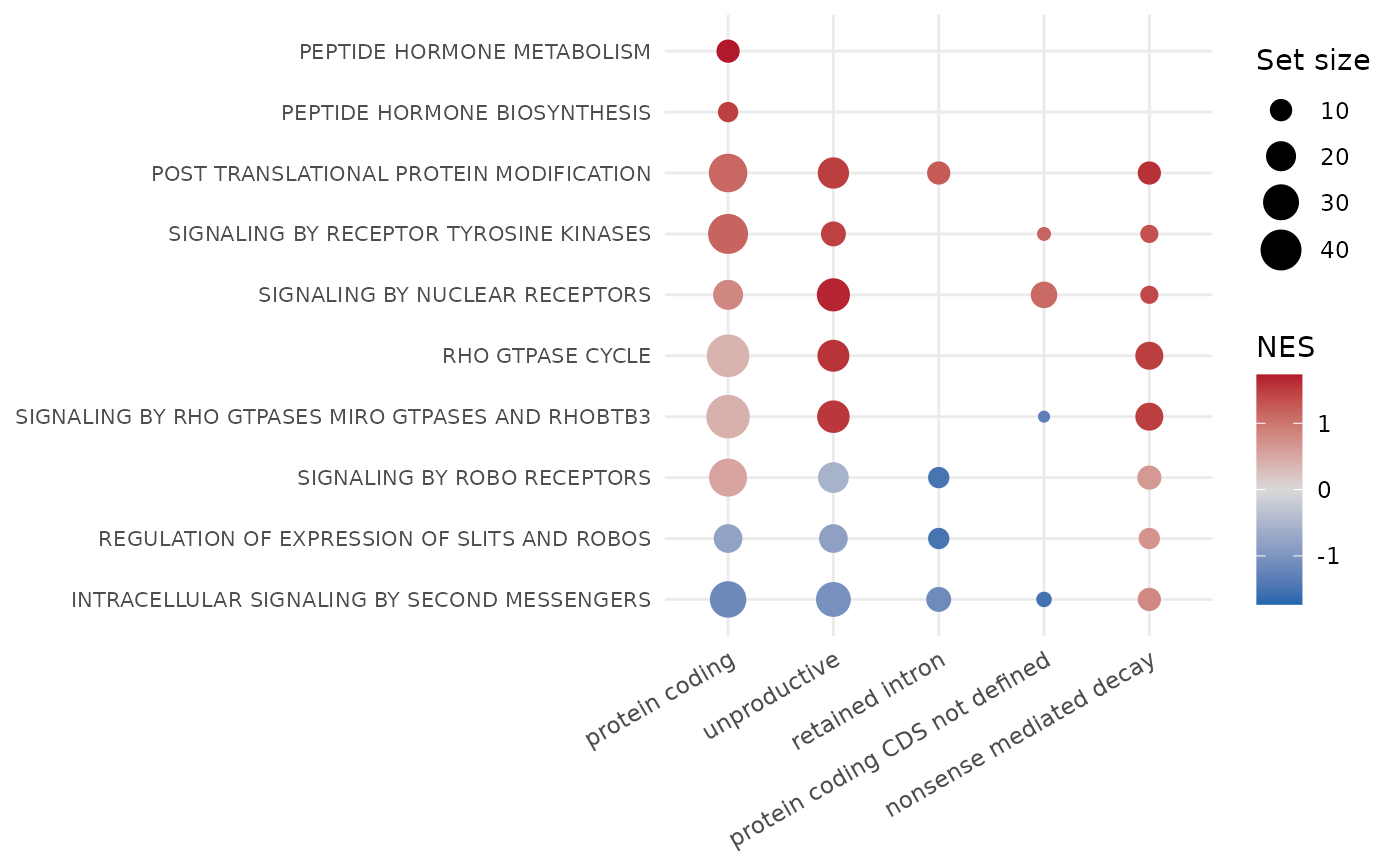 PEPTIDE HORMONE METABOLISM
PEPTIDE HORMONE BIOSYNTHESIS
POST TRANSLATIONAL PROTEIN MODIFICATION
SIGNALING BY RECEPTOR TYROSINE KINASES
SIGNALING BY NUCLEAR RECEPTORS
RHO GTPASE CYCLE
SIGNALING BY RHO GTPASES MIRO GTPASES AND RHOBTB3
SIGNALING BY ROBO RECEPTORS
REGULATION OF EXPRESSION OF SLITS AND ROBOS
INTRACELLULAR SIGNALING BY SECOND MESSENGERS
protein coding
unproductive
retained intron
protein coding CDS not defined
nonsense mediated decay
Set size
10
20
30
40
NES
1
0
-1